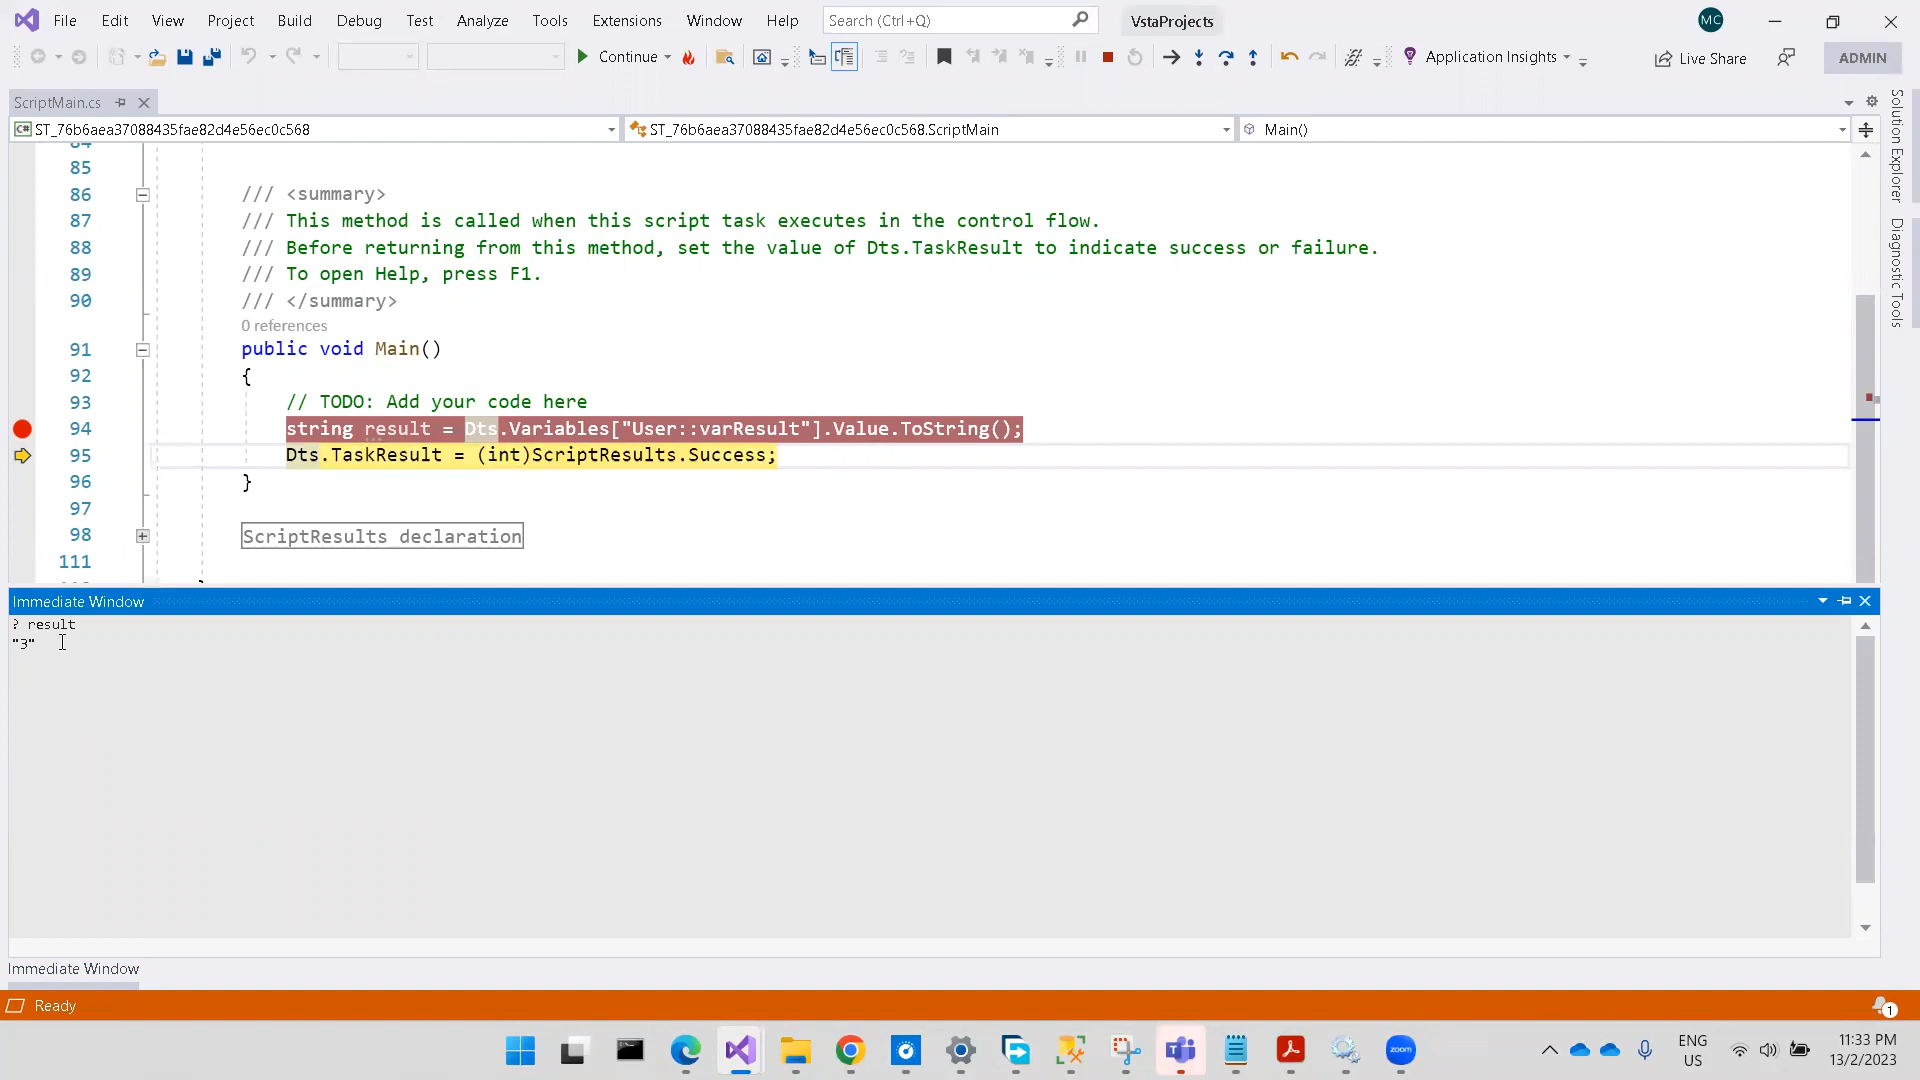 File Edit View Project Build Debug Test Analyze Tools Extensions Window Help Search (Ctrl+Q) VstaProjects MC
Continue Application Insights Live Share ADMIN
ScriptMain.cs
C# ST_76b6aea37088435fae82d4e56ec0c568 ST_76b6aea37088435fae82d4e56ec0c568.ScriptMain Main()
84
85
86 /// <summary>
87 /// This method is called when this script task executes in the control flow.
88 /// Before returning from this method, set the value of Dts.TaskResult to indicate success or failure.
89 /// To open Help, press F1.
90 /// </summary>
0 references
91 public void Main()
92 {
93 // TODO: Add your code here
94 string result = Dts.Variables["User::varResult"].Value.ToString();
95 Dts.TaskResult = (int)ScriptResults.Success;
96 }
97
98 ScriptResults declaration
111
Solution Explorer
Diagnostic Tools
Immediate Window
? result
"3"
Immediate Window
Ready
1
zoom
ENG
US
11:33 PM
13/2/2023